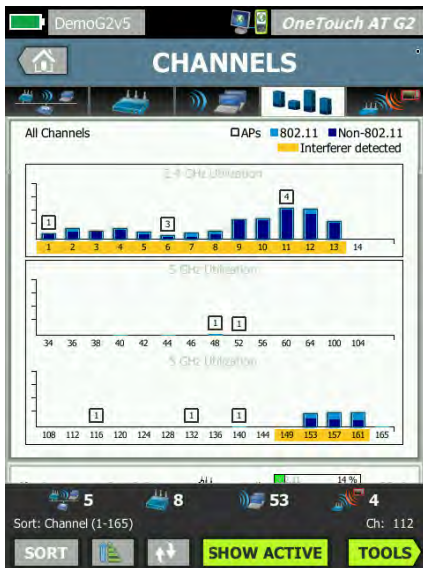 DemoG2v5 OneTouch AT G2
CHANNELS
All Channels APs 802.11 Non-802.11
Interferer detected
2.4 GHz Utilization
1 3 4
1 2 3 4 5 6 7 8 9 10 11 12 13 14
5 GHz Utilization
1 1
34 36 38 40 42 44 46 48 52 56 60 64 100 104
5 GHz Utilization
1 1 1
108 112 116 120 124 128 132 136 140 144 149 153 157 161 165
14 %
5 8 53 4
Sort: Channel (1-165) Ch: 112
SORT SHOW ACTIVE TOOLS